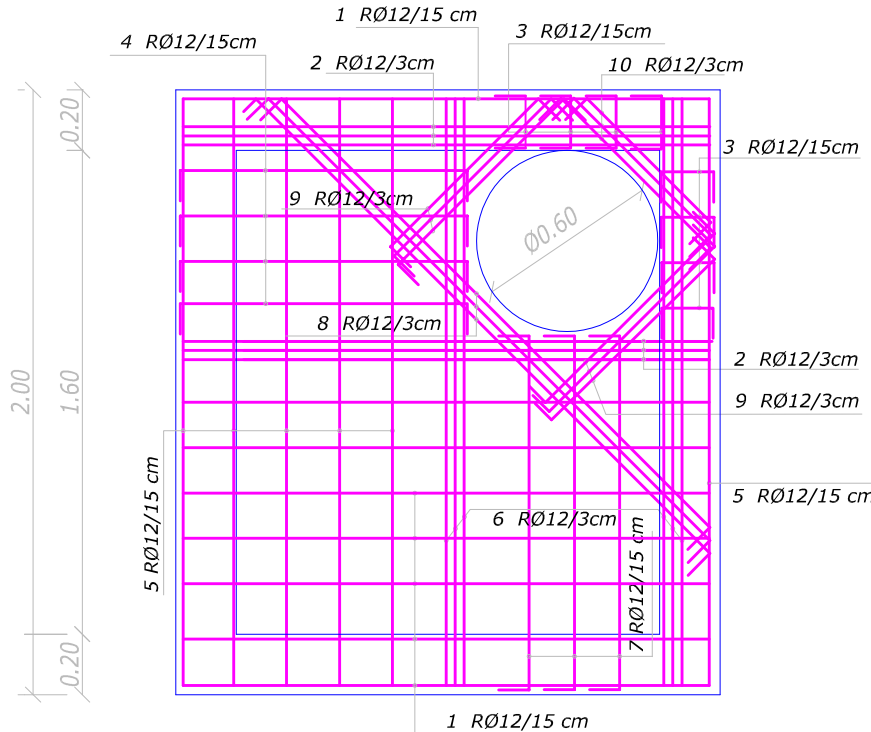 1 RØ12/15 cm
3 RØ12/15cm
4 RØ12/15cm
2 RØ12/3cm
10 RØ12/3cm
0.20
3 RØ12/15cm
9 RØ12/3cm
Ø0.60
8 RØ12/3cm
2 RØ12/3cm
2.00
1.60
9 RØ12/3cm
5 RØ12/15 cm
5 RØ12/15 cm
6 RØ12/3cm
7 RØ12/15 cm
0.20
1 RØ12/15 cm